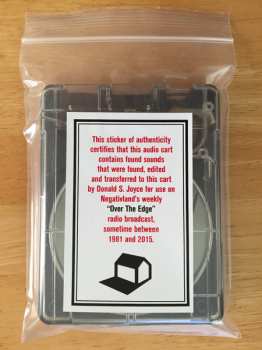 This sticker of authenticity
certifies that this audio cart
contains found sounds
that were found, edited
and transferred to this cart
by Donald S. Joyce for use on
Negativland's weekly
"Over The Edge"
radio broadcast,
sometime between
1981 and 2015.